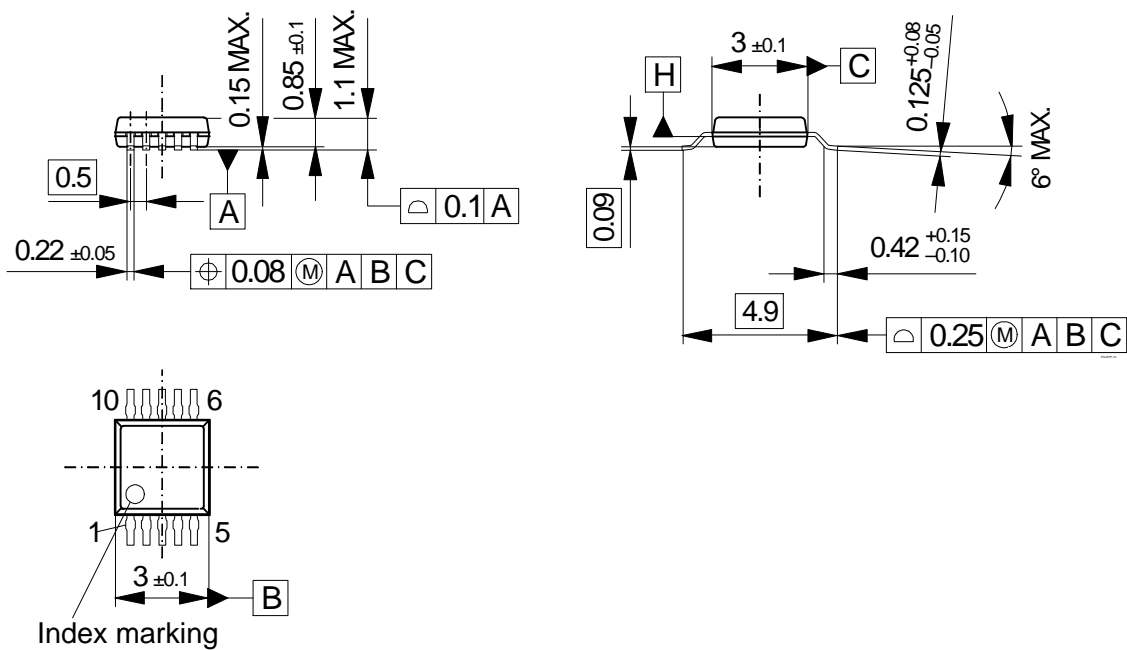 0.15 MAX.
0.85 ±0.1
1.1 MAX.
0.5
A
0.1 A
0.22 ±0.05
0.08 M A B C
3 ±0.1
C
H
0.125 +0.08 –0.05
6° MAX.
0.09
0.42 +0.15 –0.10
4.9
0.25 M A B C
10 6
1 5
3 ±0.1
B
Index marking